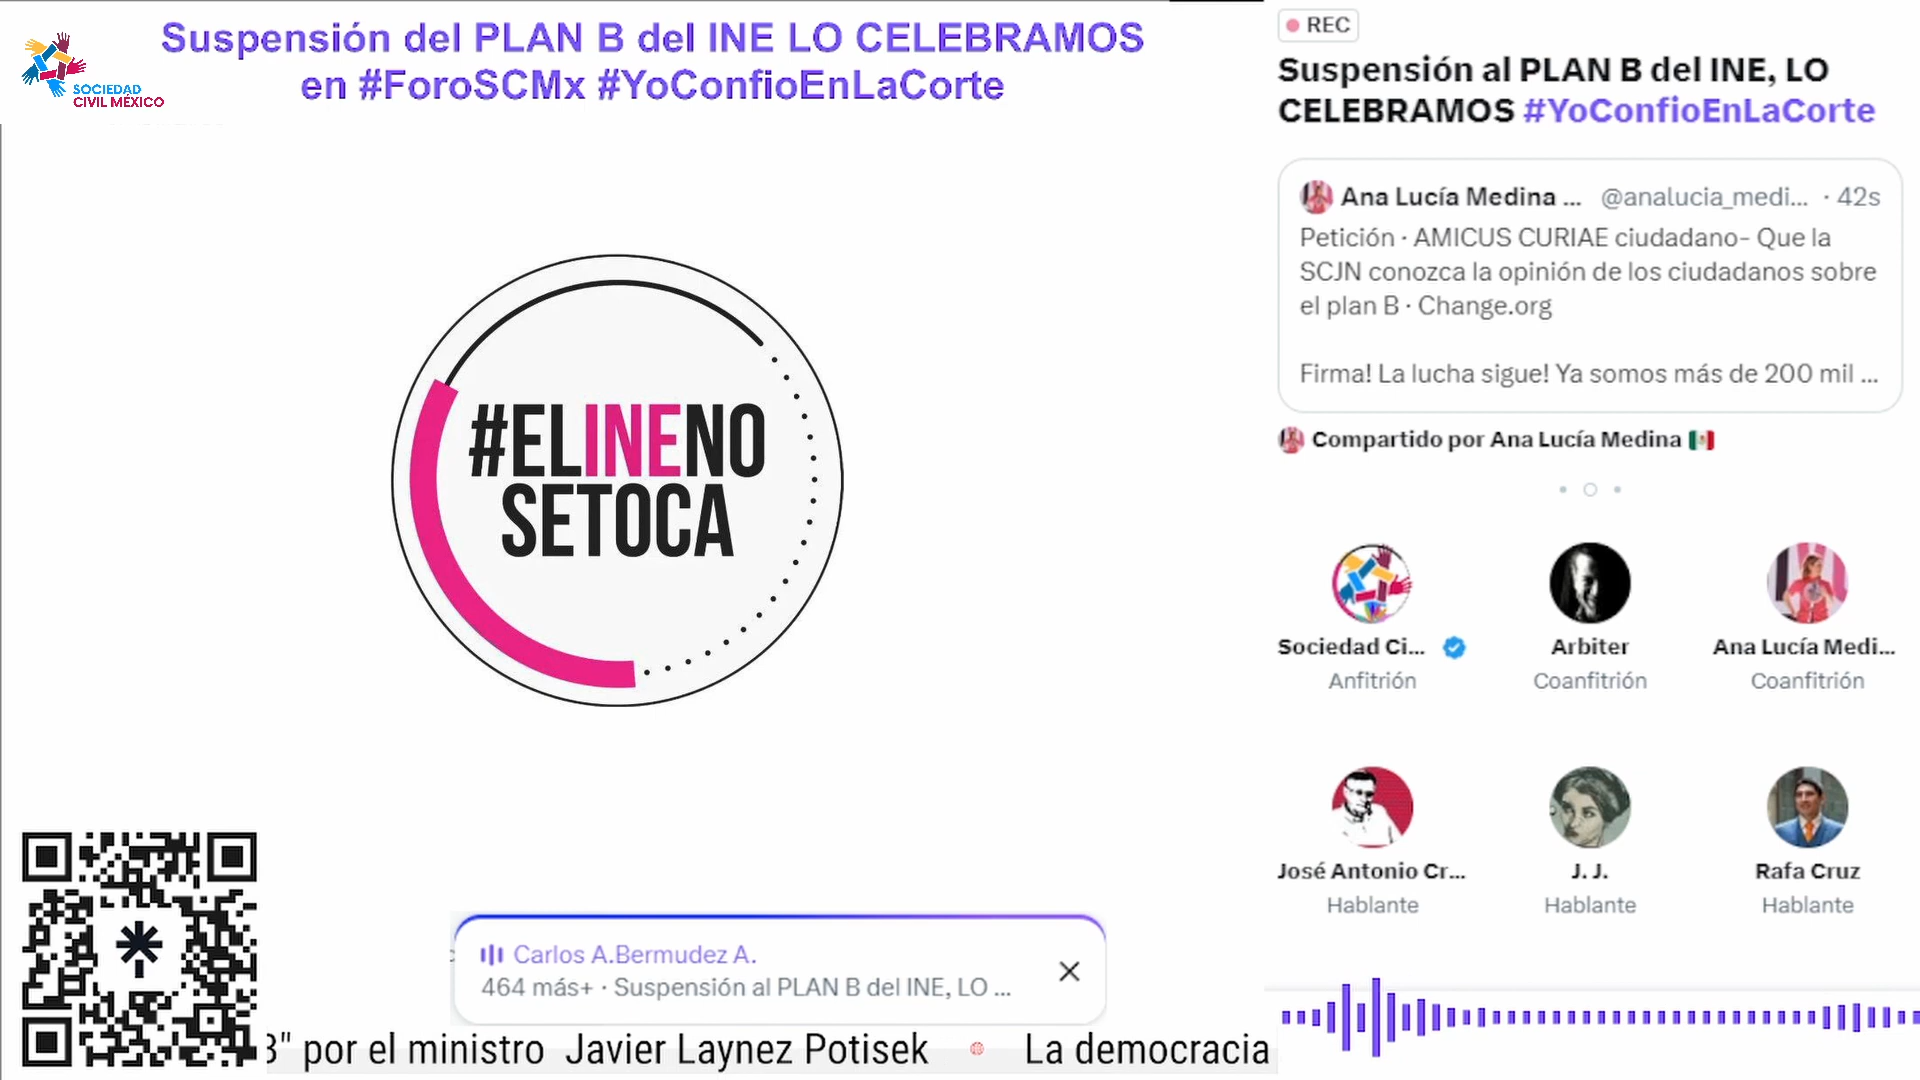 SOCIEDAD
CIVIL MÉXICO
Suspensión del PLAN B del INE LO CELEBRAMOS
en #ForoSCMx #YoConfioEnLaCorte
#ELINENO
SETOCA
Carlos A.Bermudez A.
464 más+ · Suspensión al PLAN B del INE, LO ...
B" por el ministro Javier Laynez Potisek
La democracia
REC
Suspensión al PLAN B del INE, LO
CELEBRAMOS #YoConfioEnLaCorte
Ana Lucía Medina ... @analucia_medi... · 42s
Petición · AMICUS CURIAE ciudadano- Que la
SCJN conozca la opinión de los ciudadanos sobre
el plan B · Change.org
Firma! La lucha sigue! Ya somos más de 200 mil ...
Compartido por Ana Lucía Medina
Sociedad Ci...
Anfitrión
Arbiter
Coanfitrión
Ana Lucía Medi...
Coanfitrión
José Antonio Cr...
Hablante
J. J.
Hablante
Rafa Cruz
Hablante